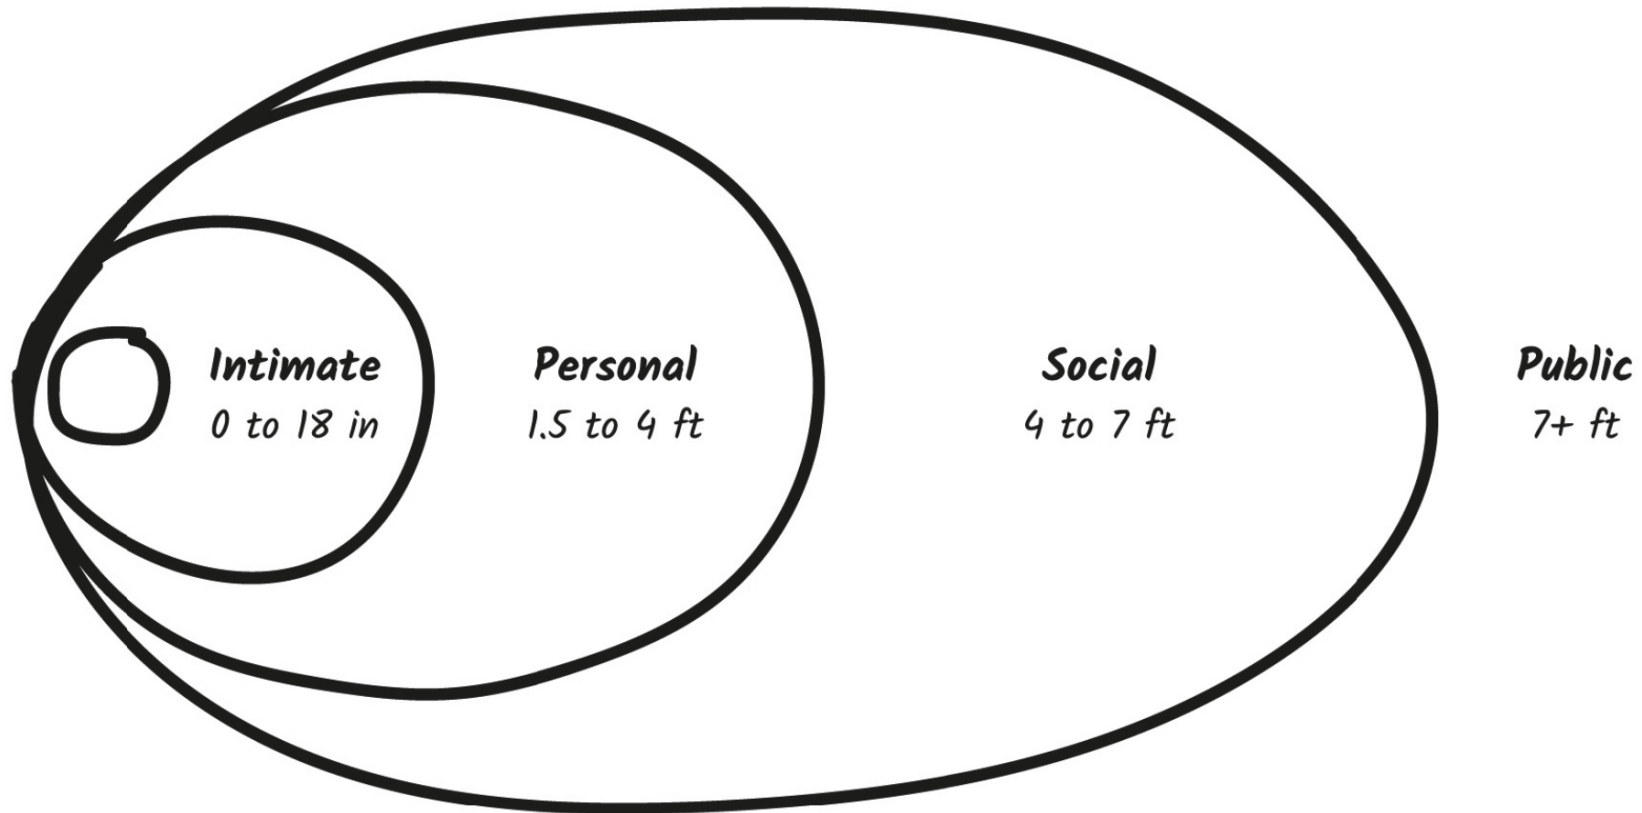 Intimate
0 to 18 in
Personal
1.5 to 4 ft
Social
4 to 7 ft
Public
7+ ft